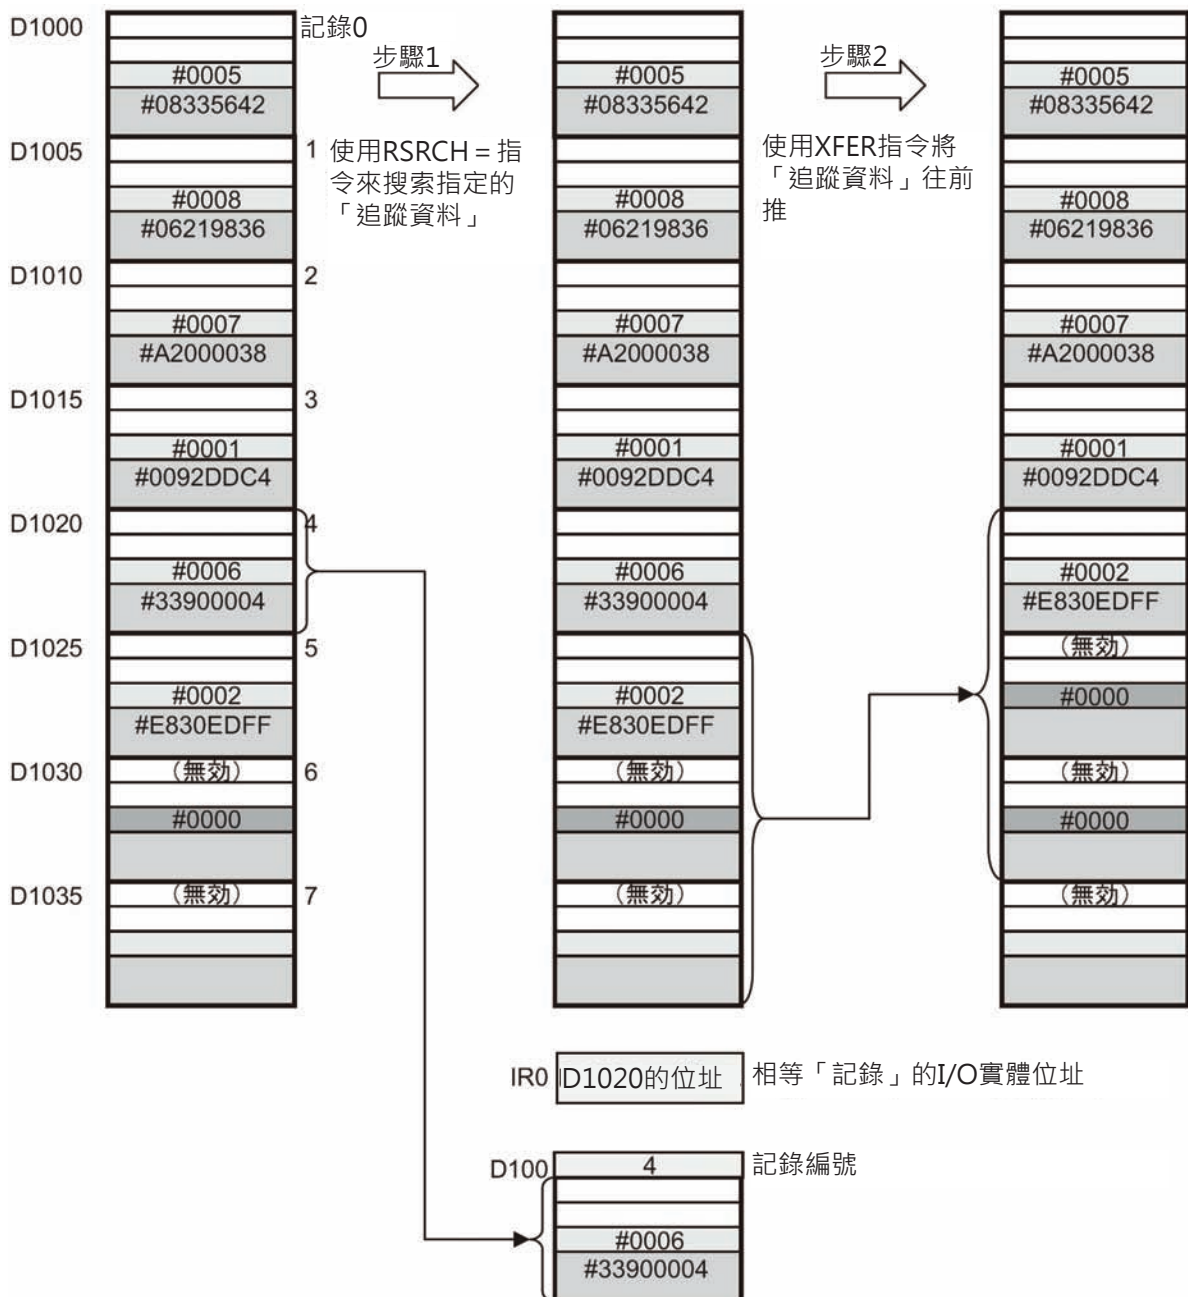 D1000
記錄0
#0005
#08335642
D1005
1
#0008
#06219836
D1010
2
#0007
#A2000038
D1015
3
#0001
#0092DDC4
D1020
4
#0006
#33900004
D1025
5
#0002
#E830EDFF
D1030
(無効)
6
#0000
D1035
(無効)
7
步驟1
使用RSRCH=指
令來搜索指定的
「追蹤資料」
#0005
#08335642
#0008
#06219836
#0007
#A2000038
#0001
#0092DDC4
#0006
#33900004
#0002
#E830EDFF
(無効)
#0000
(無効)
步驟2
使用XFER指令將
「追蹤資料」往前
推
#0005
#08335642
#0008
#06219836
#0007
#A2000038
#0001
#0092DDC4
#0002
#E830EDFF
(無効)
#0000
(無効)
#0000
(無効)
IR0
D1020的位址
相等「記錄」的I/O實體位址
D100
4
記錄編號
#0006
#33900004